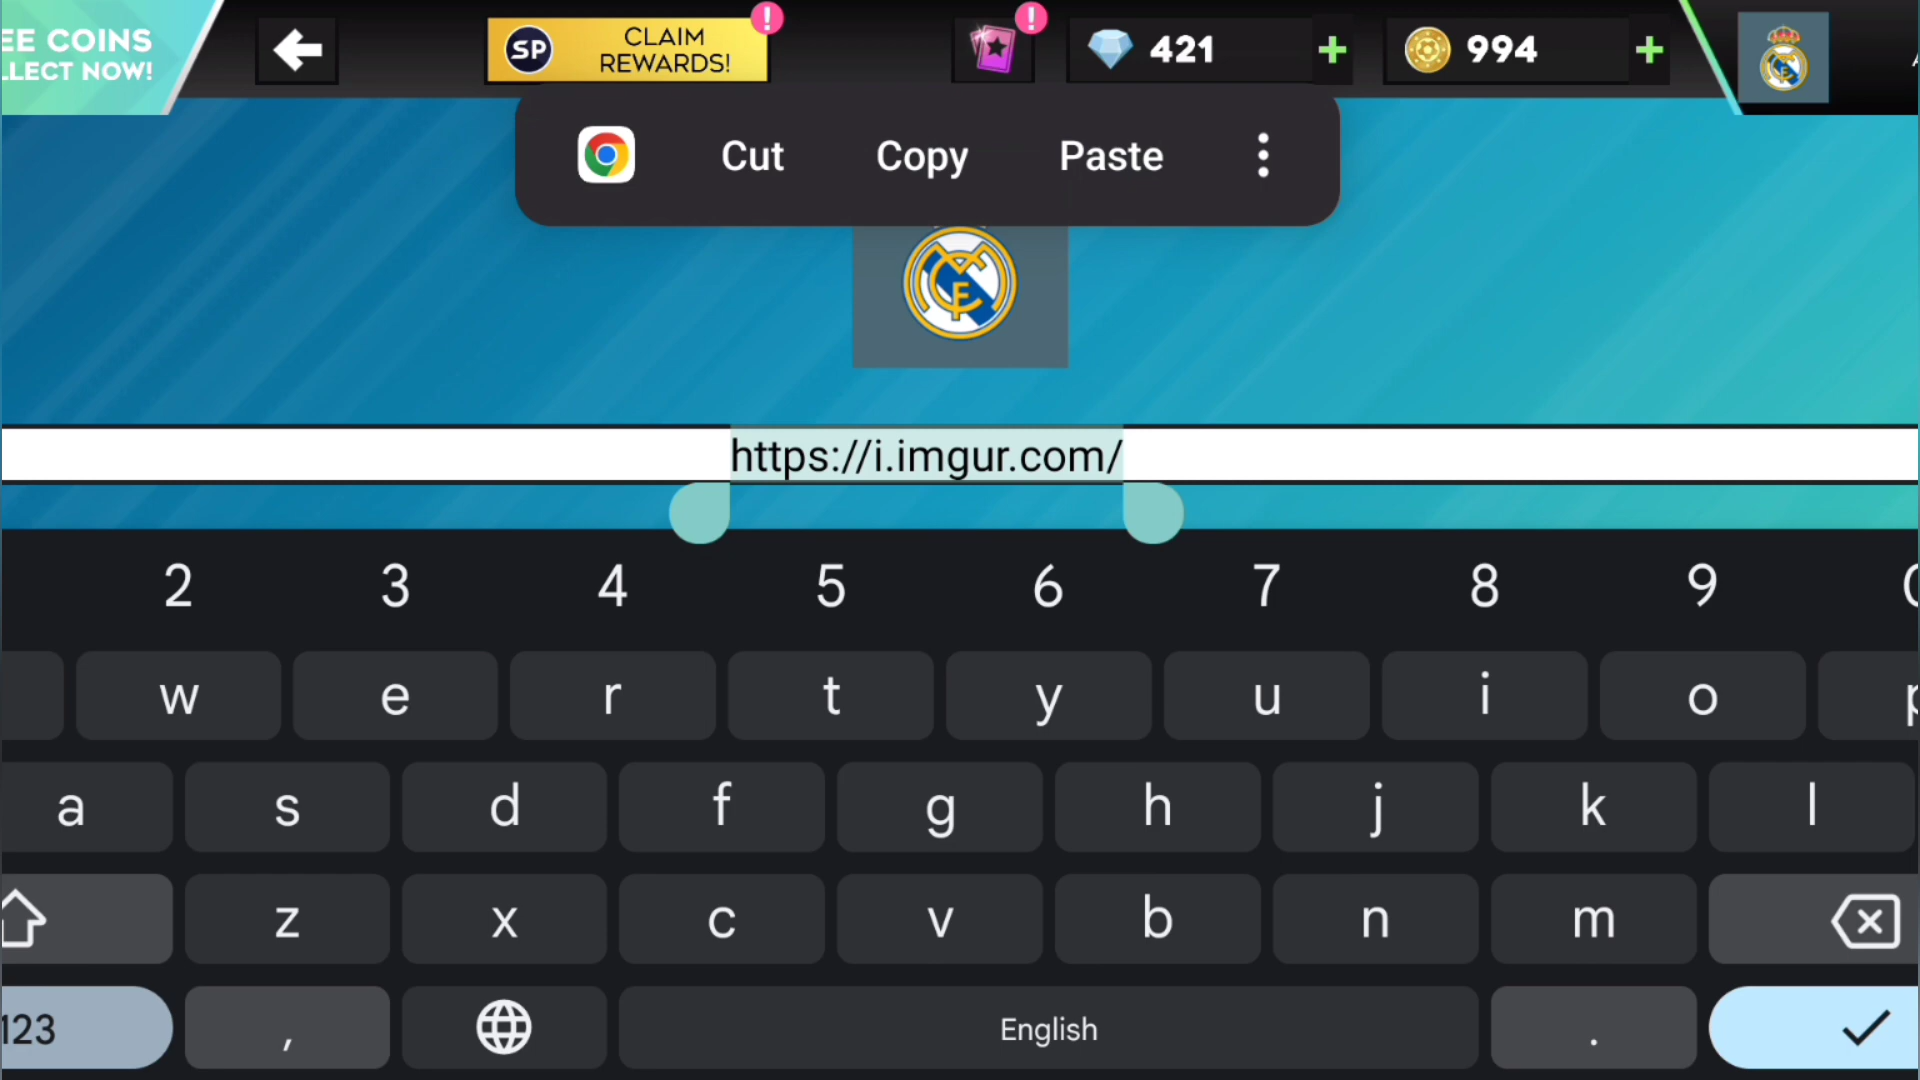 EE COINS
LLECT NOW!
SP
CLAIM
REWARDS!
!
!
421
+
994
+
Cut
Copy
Paste
https://i.imgur.com/
2
3
4
5
6
7
8
9
w
e
r
t
y
u
i
o
p
a
s
d
f
g
h
j
k
l
z
x
c
v
b
n
m
123
,
English
.